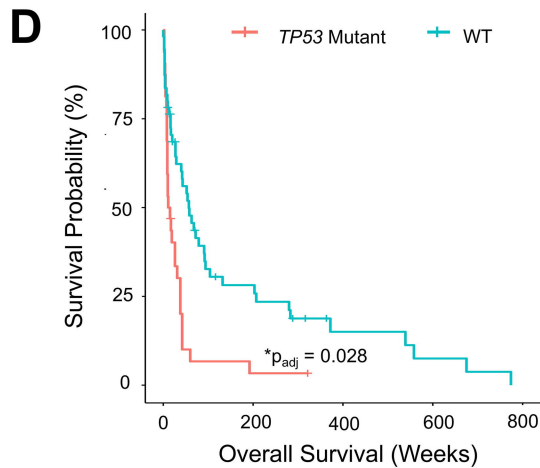 D
TP53 Mutant
WT
Survival Probability (%)
100
75
50
25
0
*padj = 0.028
0 200 400 600 800
Overall Survival (Weeks)